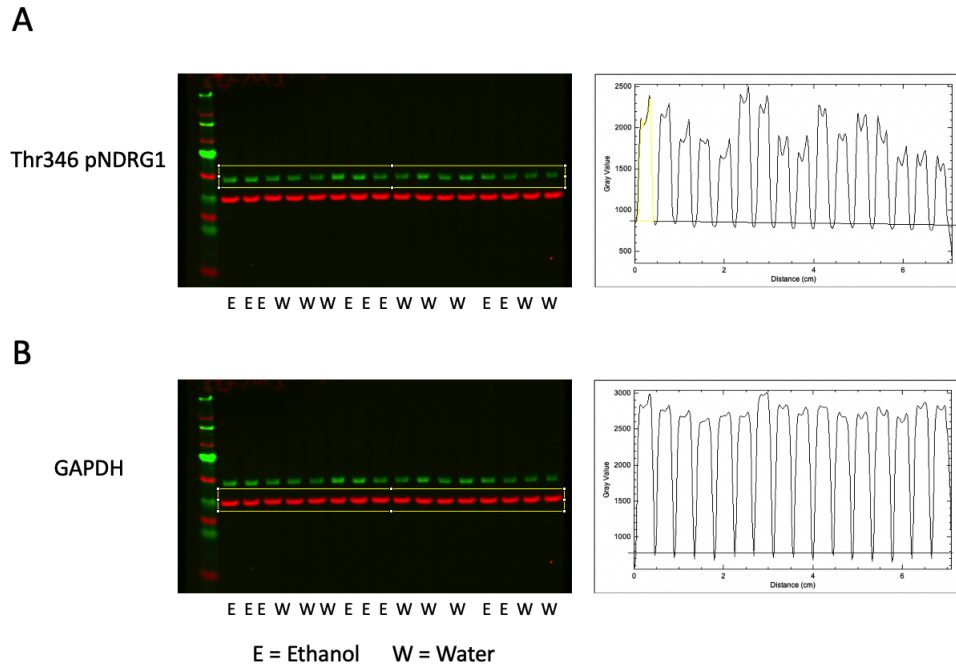 A
Thr346 pNDRG1
2500
2000
1500
1000
500
Gray Value
0
2
4
6
Distance (cm)
E E E W W W E E E W W W E E W W
B
GAPDH
3000
2500
2000
1500
1000
Gray Value
0
2
4
6
Distance (cm)
E E E W W W E E E W W W E E W W
E = Ethanol W = Water